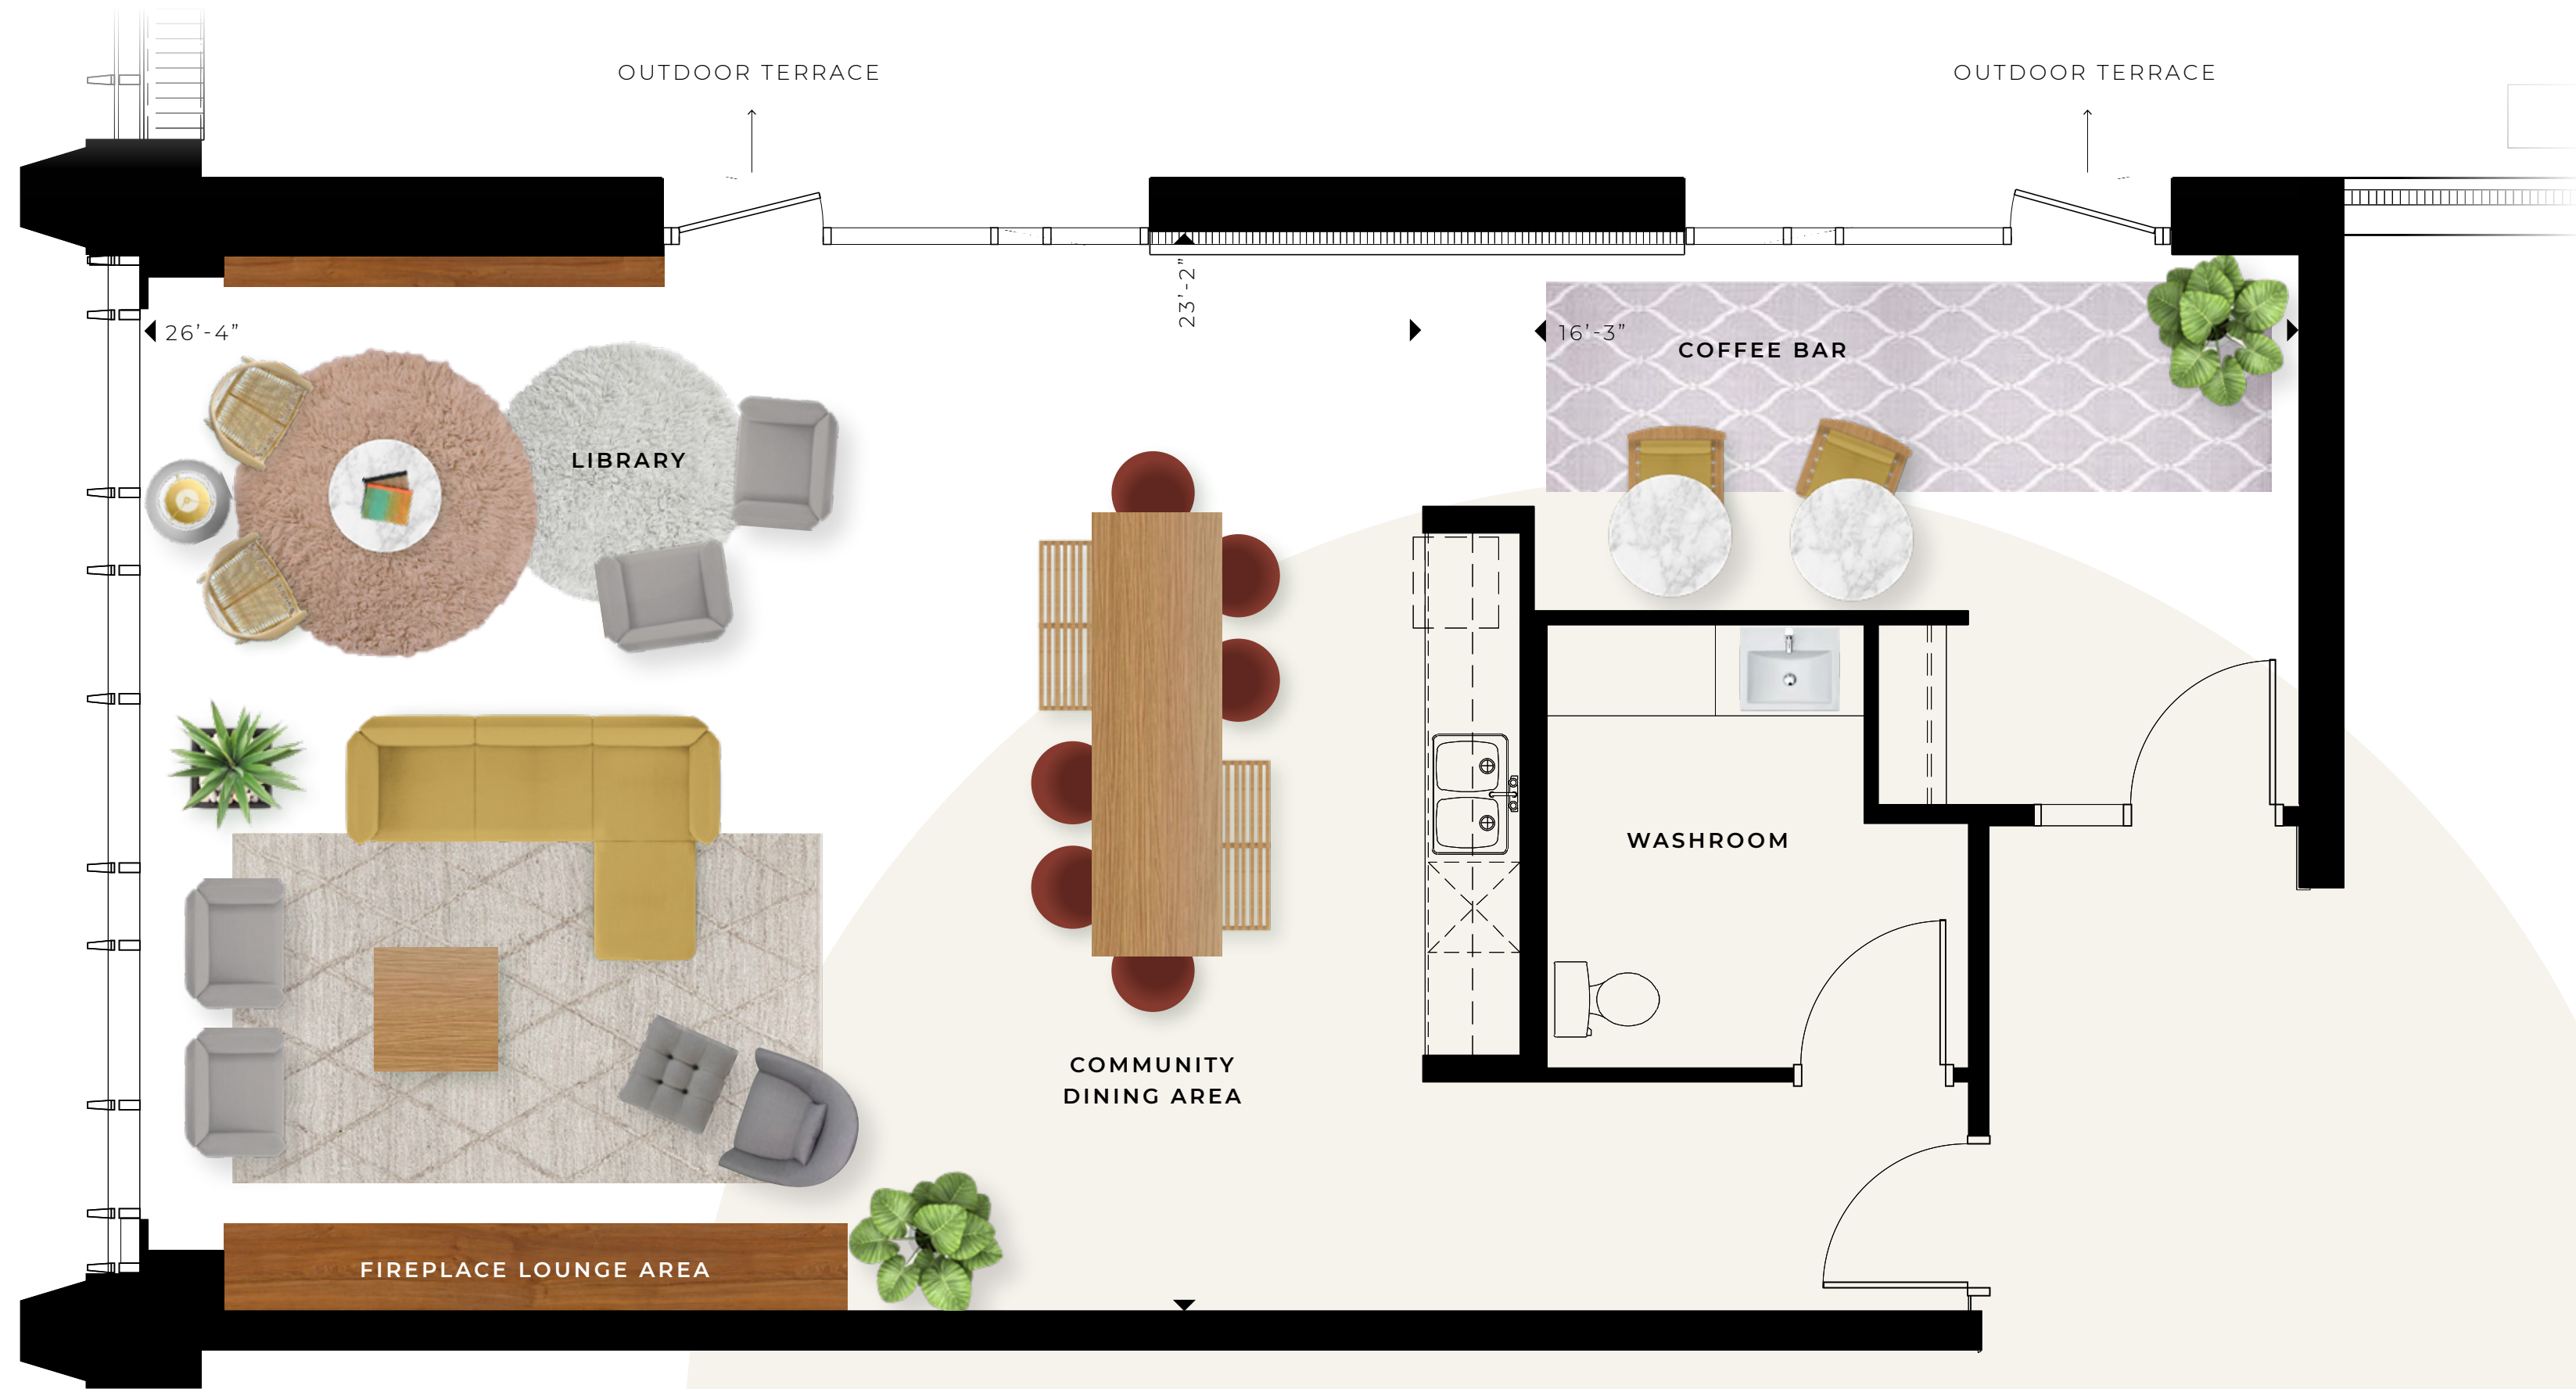 OUTDOOR TERRACE
OUTDOOR TERRACE
23’-2”
26’-4”
16’-3”
COFFEE BAR
LIBRARY
WASHROOM
COMMUNITY
DINING AREA
FIREPLACE LOUNGE AREA